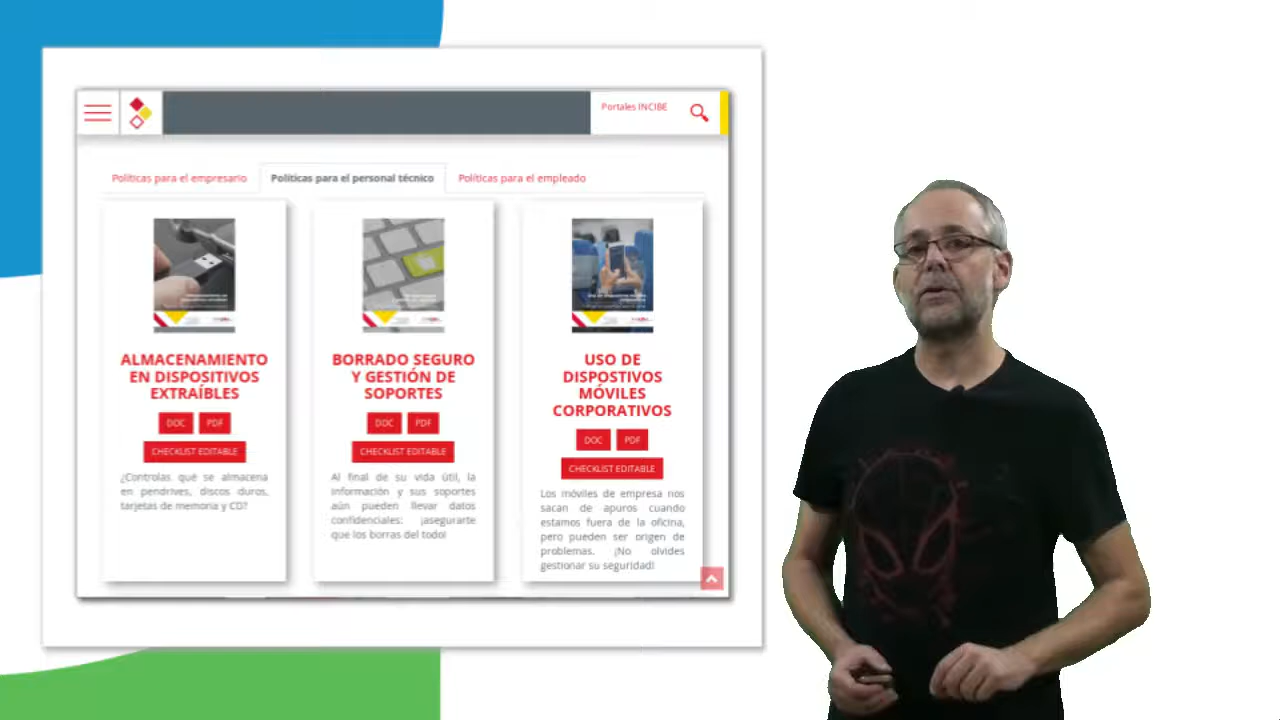 Portales INCIBE
Políticas para el empresario
Políticas para el personal técnico
Políticas para el empleado
ALMACENAMIENTO
EN DISPOSITIVOS
EXTRAÍBLES
DOC
PDF
CHECKLIST EDITABLE
¿Controlas qué se almacena
en pendrives, discos duros,
tarjetas de memoria y CD?
BORRADO SEGURO
Y GESTIÓN DE
SOPORTES
DOC
PDF
CHECKLIST EDITABLE
Al final de su vida útil, la
información y sus soportes
aún pueden llevar datos
confidenciales: ¡asegurarte
que los borras del todo!
USO DE
DISPOSTIVOS
MÓVILES
CORPORATIVOS
DOC
PDF
CHECKLIST EDITABLE
Los móviles de empresa nos
sacan de apuros cuando
estamos fuera de la oficina,
pero pueden ser origen de
problemas. ¡No olvides
gestionar su seguridad!